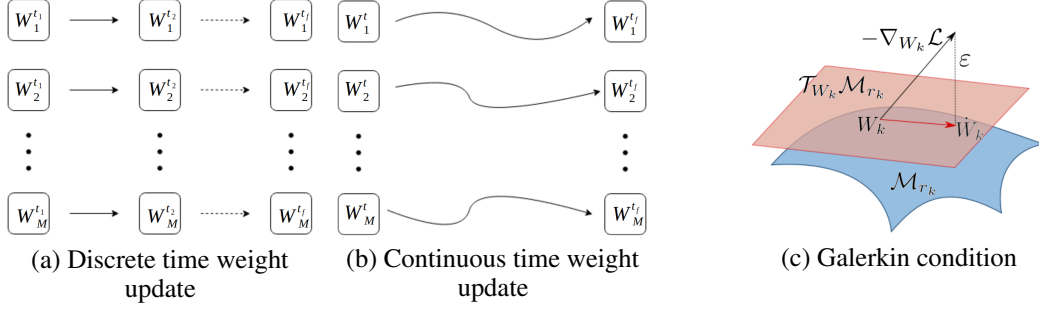 W_1^{t_1} W_1^{t_2} W_1^{t_f} W_1^t W_1^{t_f}
W_2^{t_1} W_2^{t_2} W_2^{t_f} W_2^t W_2^{t_f}
W_M^{t_1} W_M^{t_2} W_M^{t_f} W_M^t W_M^{t_f}
(a) Discrete time weight
update
(b) Continuous time weight
update
−∇_{W_k} ℒ
ε
𝒯_{W_k} ℳ_{r_k}
W_k Ẇ_k
ℳ_{r_k}
(c) Galerkin condition